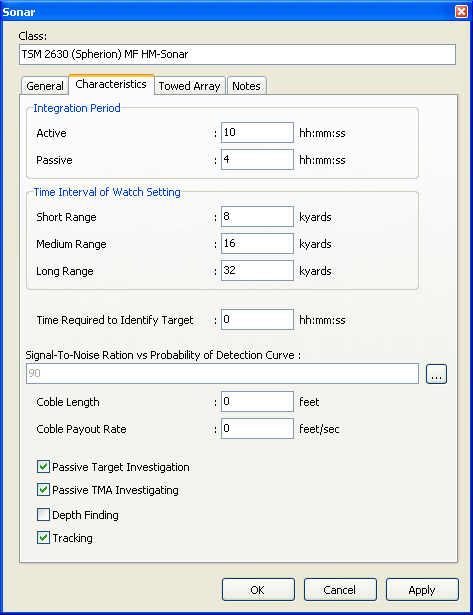 Sonar
Class:
TSM 2630 (Spherion) MF HM-Sonar
General Characteristics Towed Array Notes
Integration Period
Active : 10 hh:mm:ss
Passive : 4 hh:mm:ss
Time Interval of Watch Setting
Short Range : 8 kyards
Medium Range : 16 kyards
Long Range : 32 kyards
Time Required to Identify Target : 0 hh:mm:ss
Signal-To-Noise Ration vs Probability of Detection Curve :
90 ...
Coble Length : 0 feet
Coble Payout Rate : 0 feet/sec
Passive Target Investigation
Passive TMA Investigating
Depth Finding
Tracking
OK Cancel Apply